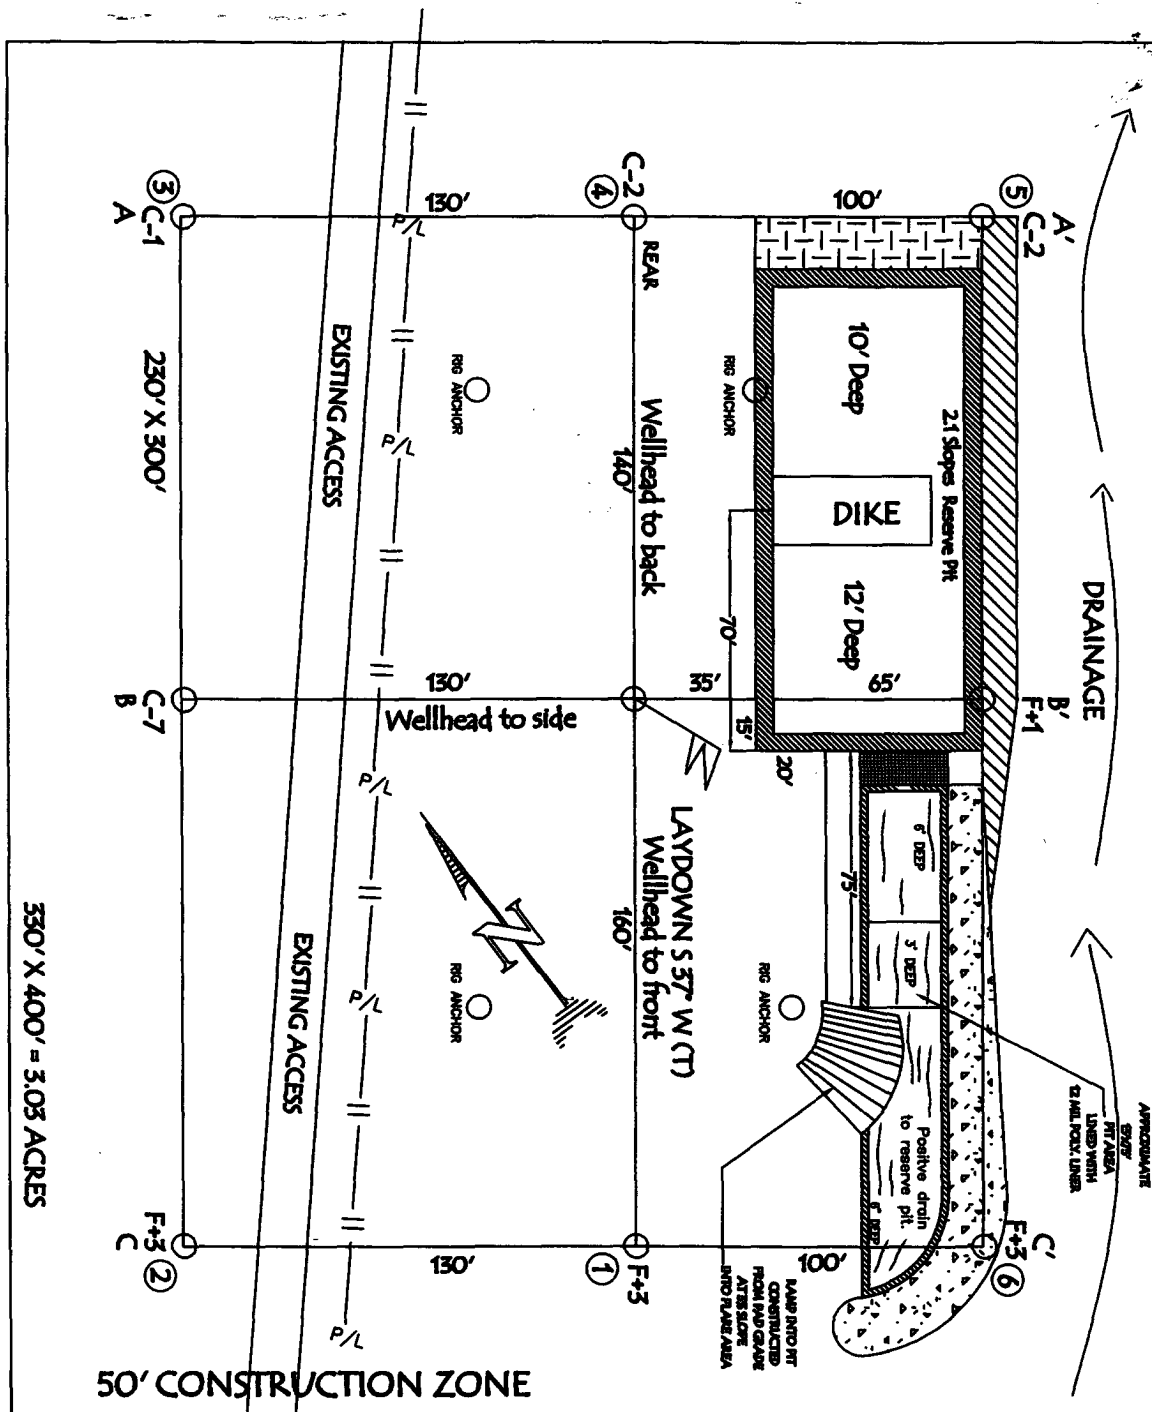 50' CONSTRUCTION ZONE
330' X 400' = 3.03 ACRES
230' X 300'
EXISTING ACCESS
EXISTING ACCESS
P/L
P/L
P/L
P/L
P/L
P/L
③ C-1
A
C-7
B
F+3 ②
C
130'
130'
130'
C-2
④
REAR
Wellhead to back
140'
Wellhead to side
LAYDOWN S 37° W (T)
Wellhead to front
160'
① F+3
N
RIG ANCHOR
RIG ANCHOR
RIG ANCHOR
RIG ANCHOR
100'
35'
65'
70'
15'
20'
75'
100'
10' Deep
DIKE
12' Deep
2:1 Slopes Reserve Pit
6' DEEP
3' DEEP
Positve drain
to reserve pit.
6' DEEP
⑤
A'
C-2
B'
F+1
C'
F+3 ⑥
DRAINAGE
APPROXIMATE
PIT AREA
LINED WITH
12 MIL POLY. LINER
RAMP INTO PIT
CONSTRUCTED
FROM PAD GRADE
INTO FLARE AREA